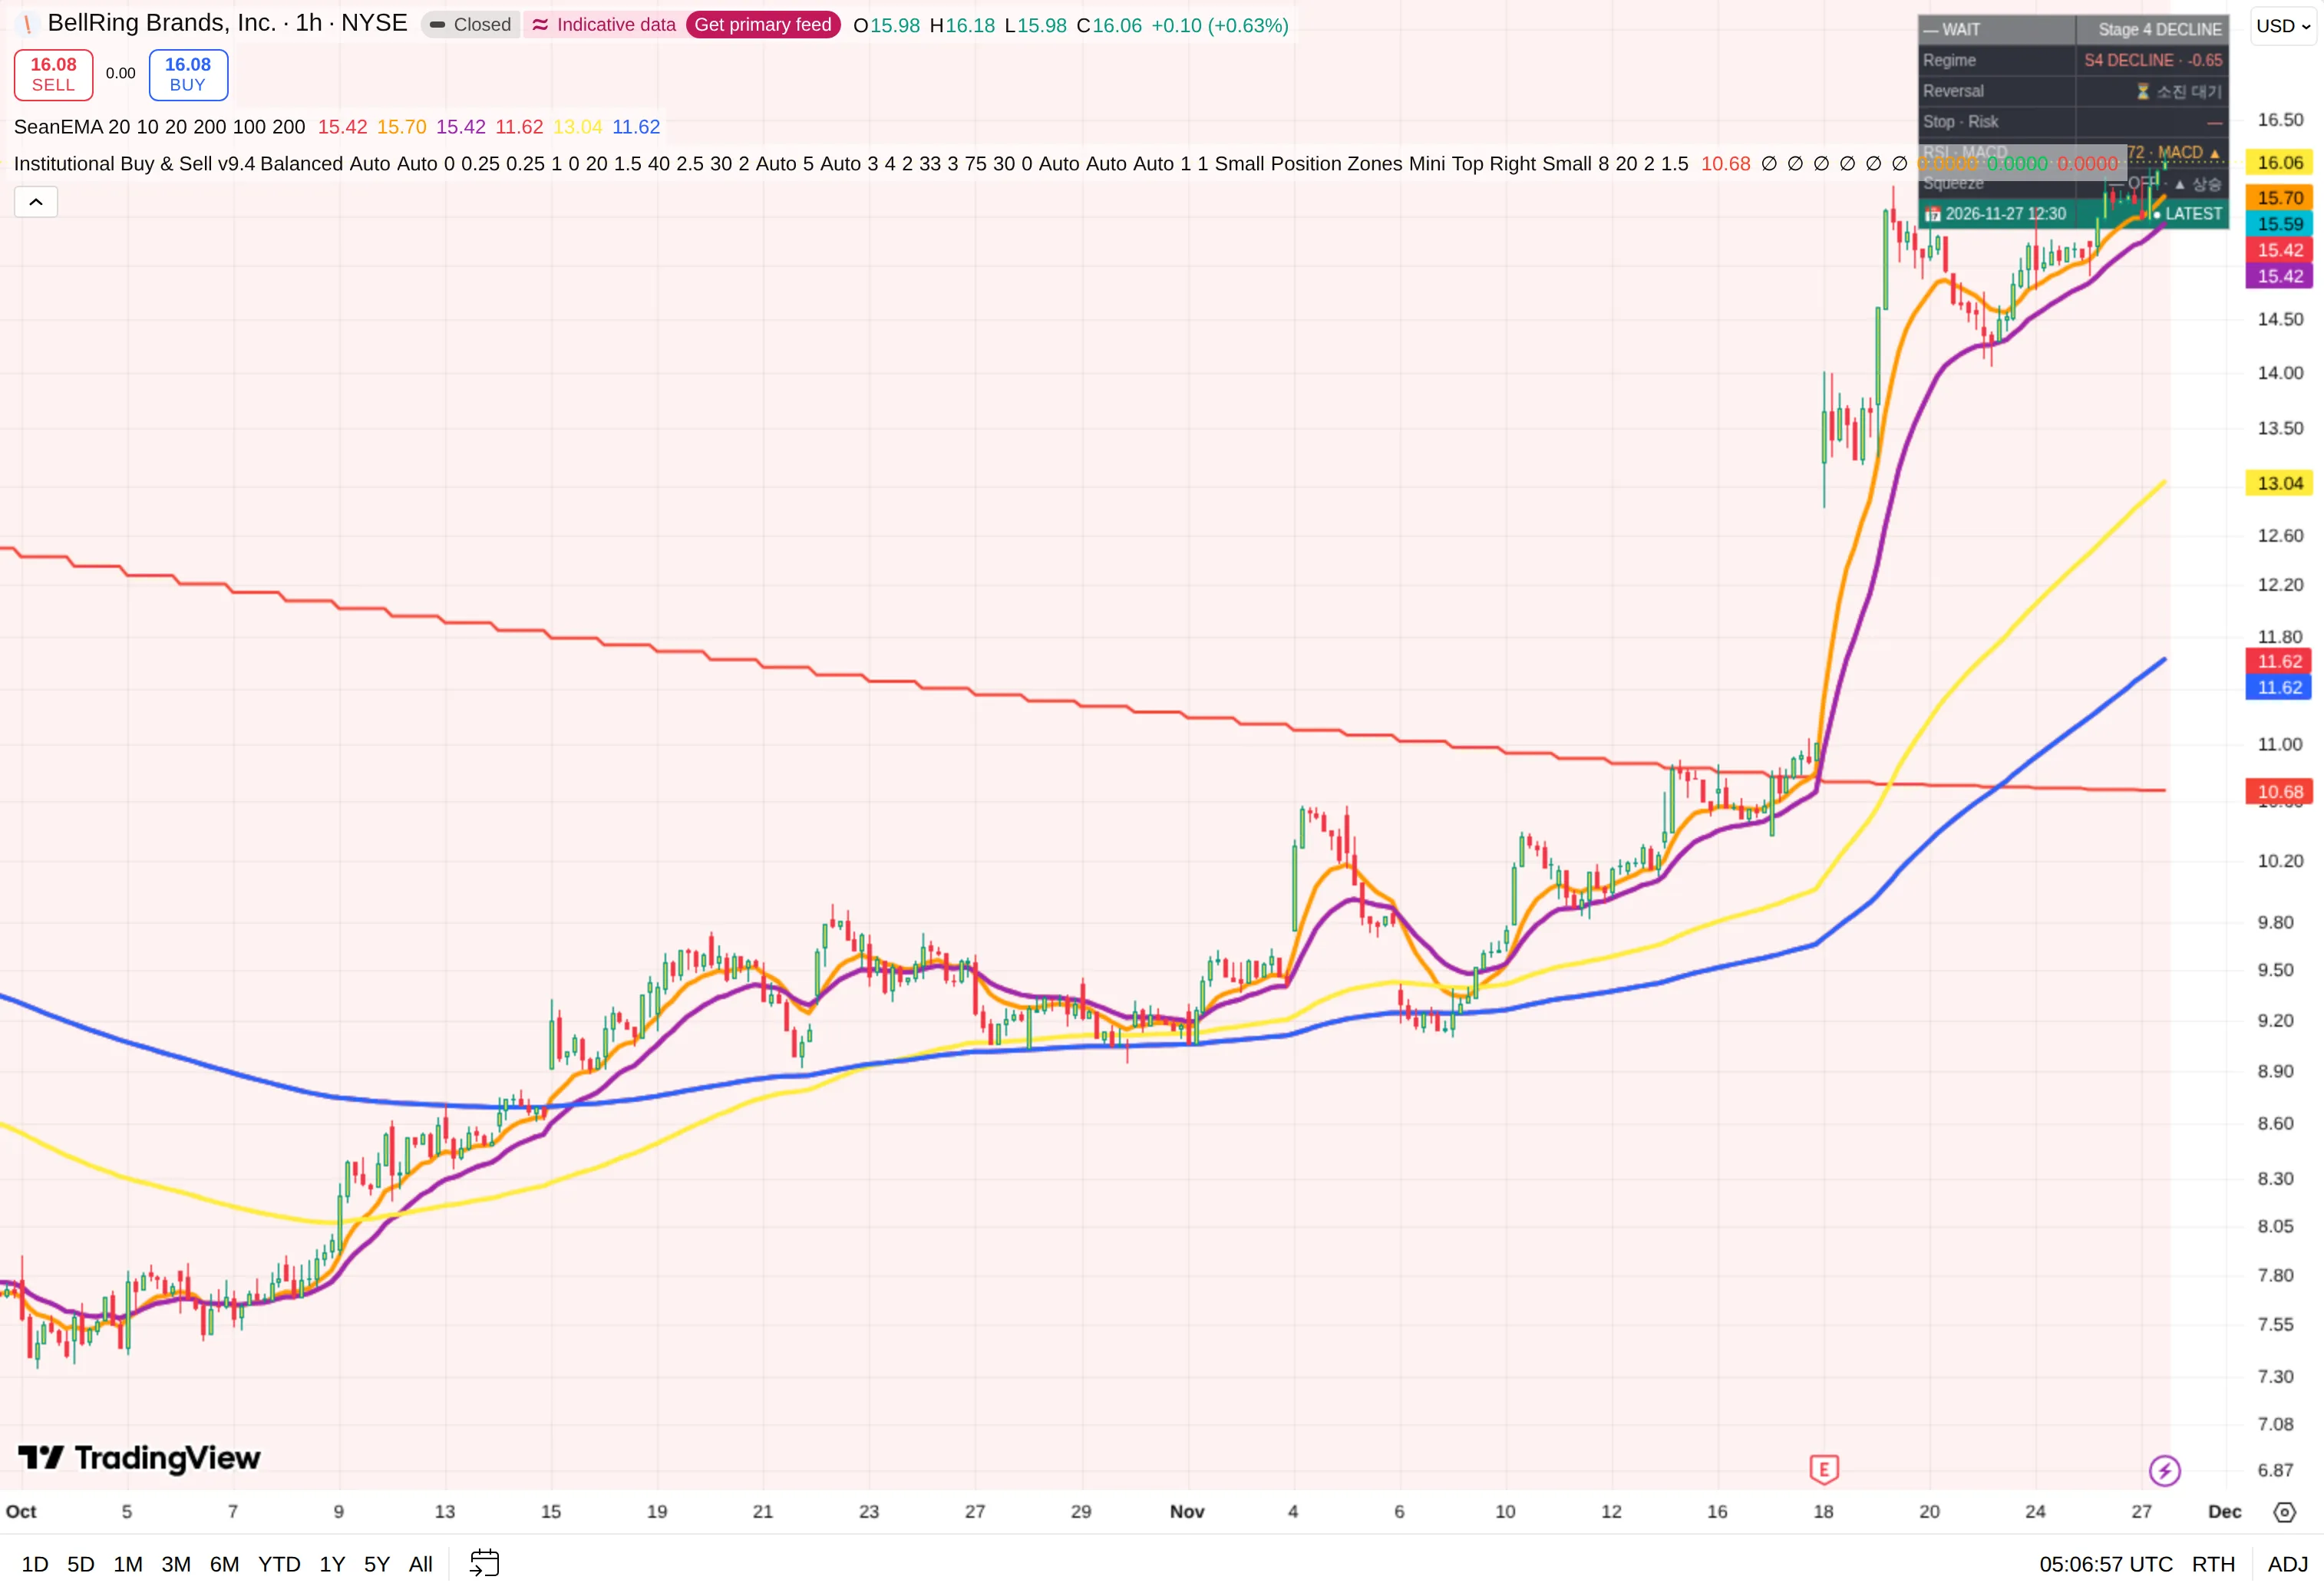 BellRing Brands, Inc. · 1h · NYSE Closed Indicative data Get primary feed O15.98 H16.18 L15.98 C16.06 +0.10 (+0.63%)
16.08 SELL 0.00 16.08 BUY
SeanEMA 20 10 20 200 100 200 15.42 15.70 15.42 11.62 13.04 11.62
Institutional Buy & Sell v9.4 Balanced Auto Auto 0 0.25 0.25 1 0 20 1.5 40 2.5 30 2 Auto 5 Auto 3 4 2 33 3 75 30 0 Auto Auto Auto 1 1 Small Position Zones Mini Top Right Small 8 20 2 1.5 10.68 ∅ ∅ ∅ ∅ ∅ ∅ 0.0000 0.0000 0.0000
— WAIT Stage 4 DECLINE
Regime S4 DECLINE · -0.65
Reversal ⏳ 소진 대기
Stop · Risk —
RSI · MACD 72 · MACD ▲
Squeeze — OFF · ▲ 상승
📅 2026-11-27 12:30 ● LATEST
USD
16.50
16.06
15.70
15.59
15.42
15.42
14.50
14.00
13.50
13.04
12.60
12.20
11.80
11.62
11.62
11.00
10.68
10.20
9.80
9.50
9.20
8.90
8.60
8.30
8.05
7.80
7.55
7.30
7.08
6.87
TradingView
E
Oct 5 7 9 13 15 19 21 23 27 29 Nov 4 6 10 12 16 18 20 24 27 Dec
1D 5D 1M 3M 6M YTD 1Y 5Y All 05:06:57 UTC RTH ADJ